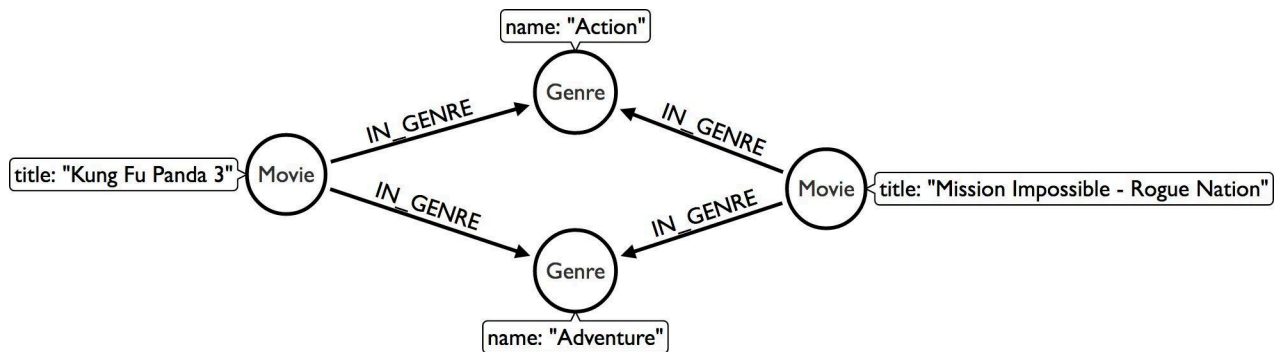 name: "Action"
Genre
IN_GENRE
IN_GENRE
title: "Kung Fu Panda 3"
Movie
Movie
title: "Mission Impossible - Rogue Nation"
IN_GENRE
IN_GENRE
Genre
name: "Adventure"